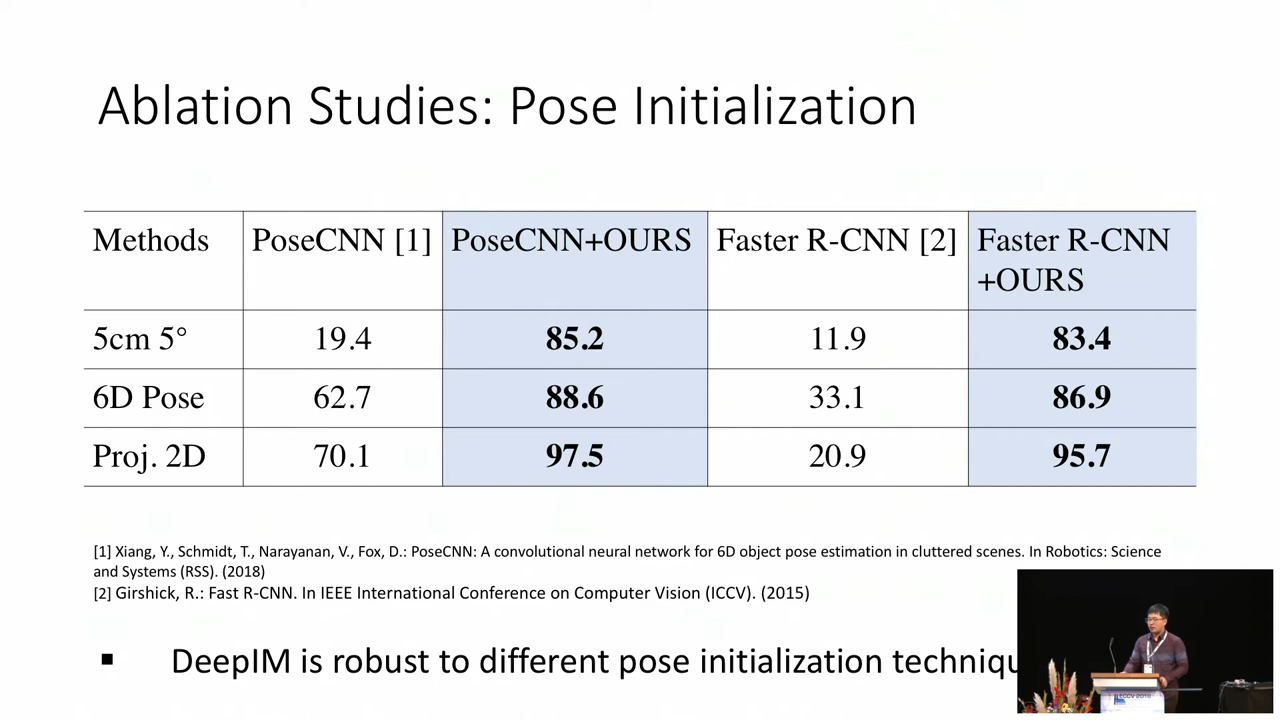 Ablation Studies: Pose Initialization
Methods PoseCNN [1] PoseCNN+OURS Faster R-CNN [2] Faster R-CNN
+OURS
5cm 5° 19.4 85.2 11.9 83.4
6D Pose 62.7 88.6 33.1 86.9
Proj. 2D 70.1 97.5 20.9 95.7
[1] Xiang, Y., Schmidt, T., Narayanan, V., Fox, D.: PoseCNN: A convolutional neural network for 6D object pose estimation in cluttered scenes. In Robotics: Science
and Systems (RSS). (2018)
[2] Girshick, R.: Fast R-CNN. In IEEE International Conference on Computer Vision (ICCV). (2015)
▪ DeepIM is robust to different pose initialization
ECCV 2018